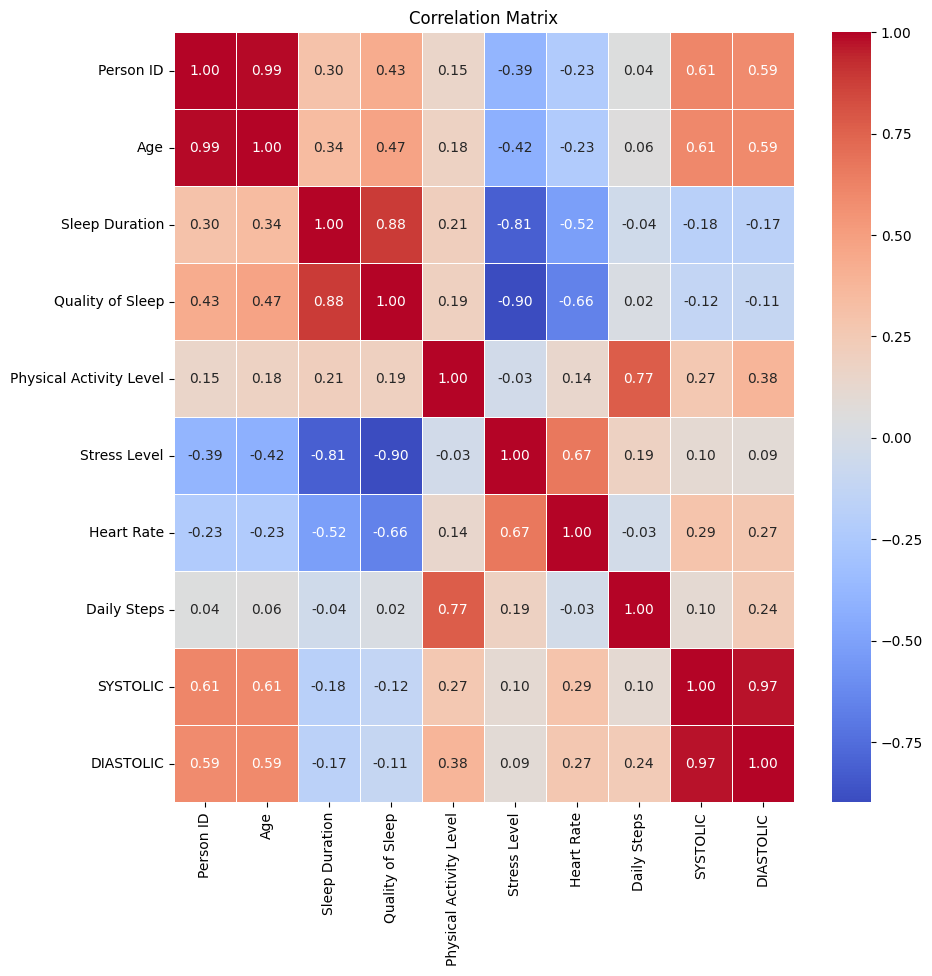 Correlation Matrix
Person ID 1.00 0.99 0.30 0.43 0.15 -0.39 -0.23 0.04 0.61 0.59
Age 0.99 1.00 0.34 0.47 0.18 -0.42 -0.23 0.06 0.61 0.59
Sleep Duration 0.30 0.34 1.00 0.88 0.21 -0.81 -0.52 -0.04 -0.18 -0.17
Quality of Sleep 0.43 0.47 0.88 1.00 0.19 -0.90 -0.66 0.02 -0.12 -0.11
Physical Activity Level 0.15 0.18 0.21 0.19 1.00 -0.03 0.14 0.77 0.27 0.38
Stress Level -0.39 -0.42 -0.81 -0.90 -0.03 1.00 0.67 0.19 0.10 0.09
Heart Rate -0.23 -0.23 -0.52 -0.66 0.14 0.67 1.00 -0.03 0.29 0.27
Daily Steps 0.04 0.06 -0.04 0.02 0.77 0.19 -0.03 1.00 0.10 0.24
SYSTOLIC 0.61 0.61 -0.18 -0.12 0.27 0.10 0.29 0.10 1.00 0.97
DIASTOLIC 0.59 0.59 -0.17 -0.11 0.38 0.09 0.27 0.24 0.97 1.00
Person ID
Age
Sleep Duration
Quality of Sleep
Physical Activity Level
Stress Level
Heart Rate
Daily Steps
SYSTOLIC
DIASTOLIC
1.00
0.75
0.50
0.25
0.00
−0.25
−0.50
−0.75